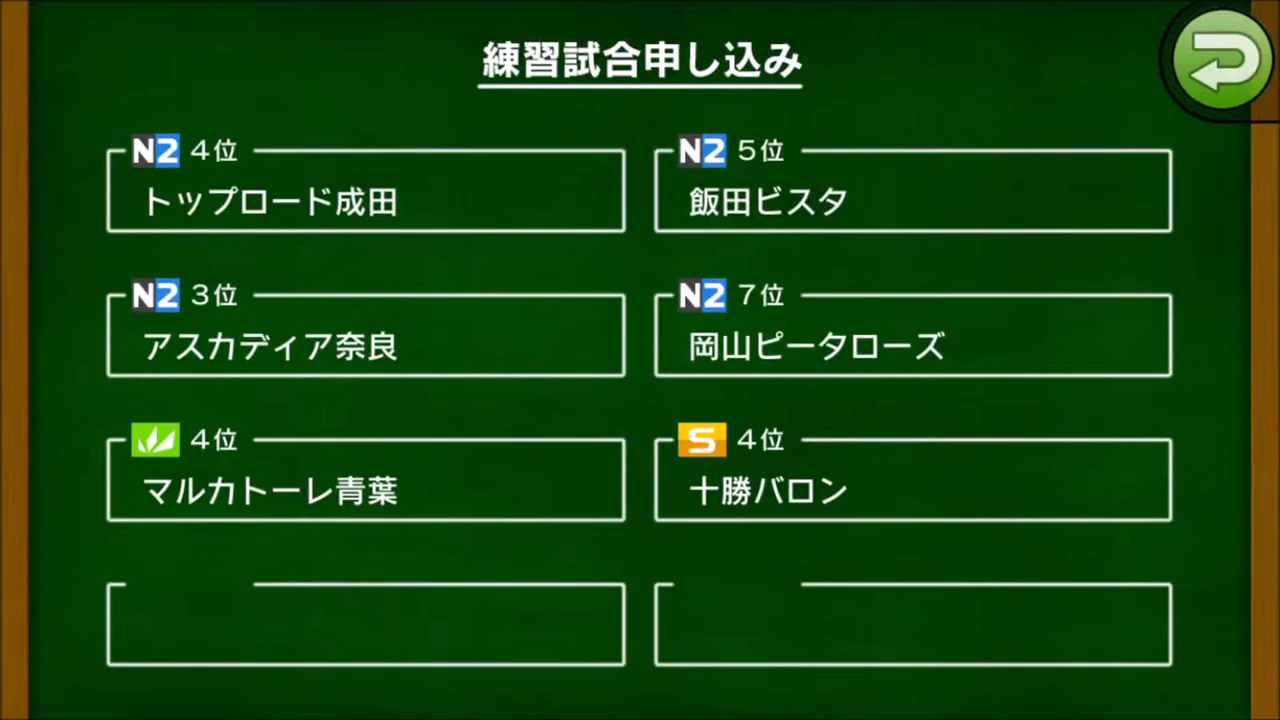 練習試合申し込み
N2 4位
トップロード成田
N2 5位
飯田ビスタ
N2 3位
アスカディア奈良
N2 7位
岡山ピータローズ
4位
マルカトーレ青葉
S 4位
十勝バロン